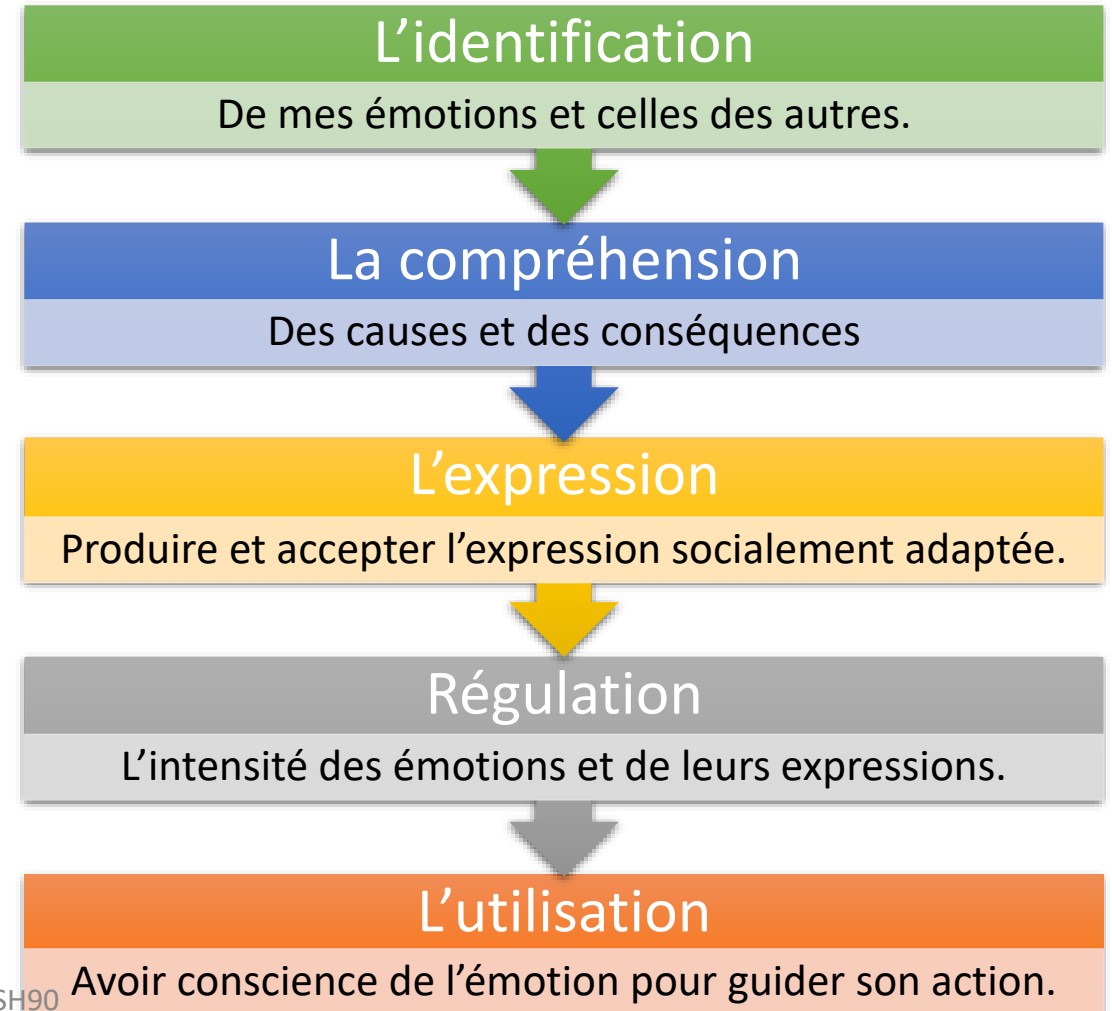 L’identification
De mes émotions et celles des autres.
La compréhension
Des causes et des conséquences
L’expression
Produire et accepter l’expression socialement adaptée.
Régulation
L’intensité des émotions et de leurs expressions.
L’utilisation
Avoir conscience de l’émotion pour guider son action.
SH90